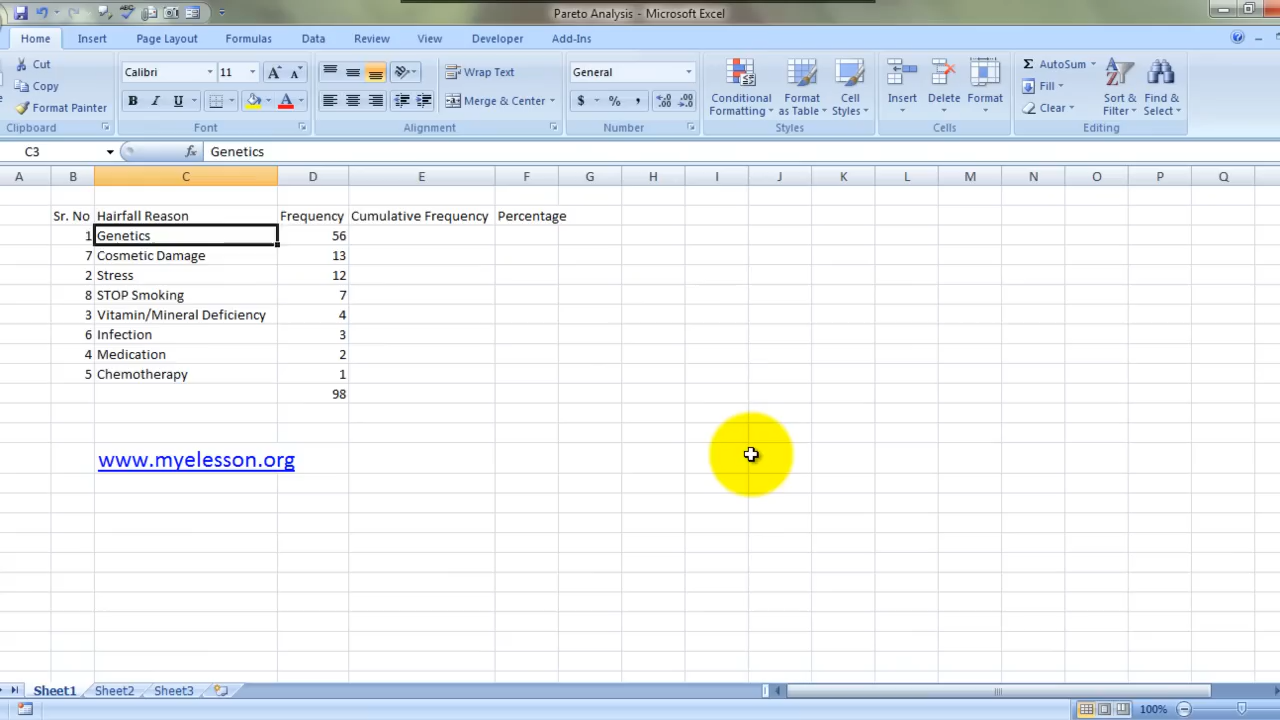 Pareto Analysis - Microsoft Excel
Home Insert Page Layout Formulas Data Review View Developer Add-Ins
Cut
Copy
Format Painter
Clipboard
Calibri 11
B I U
Font
Wrap Text
Merge & Center
Alignment
General
$ % ,
Number
Conditional Formatting
Format as Table
Cell Styles
Styles
Insert Delete Format
Cells
AutoSum
Fill
Clear
Sort & Filter
Find & Select
Editing
C3 fx Genetics
A B C D E F G H I J K L M N O P Q
Sr. No Hairfall Reason Frequency Cumulative Frequency Percentage
1 Genetics 56
7 Cosmetic Damage 13
2 Stress 12
8 STOP Smoking 7
3 Vitamin/Mineral Deficiency 4
6 Infection 3
4 Medication 2
5 Chemotherapy 1
98
www.myelesson.org
Sheet1 Sheet2 Sheet3
100%